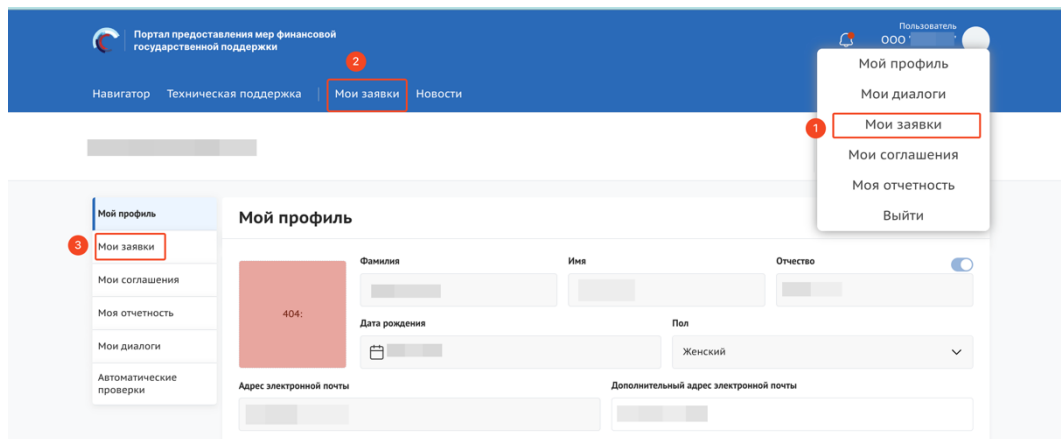 Портал предоставления мер финансовой
государственной поддержки
Пользователь
ООО '
2
Навигатор Техническая поддержка | Мои заявки Новости
Мой профиль
Мои диалоги
1 Мои заявки
Мои соглашения
Моя отчетность
Выйти
Мой профиль
3 Мои заявки
Мои соглашения
Моя отчетность
Мои диалоги
Автоматические
проверки
Мой профиль
404:
Фамилия Имя Отчество
Дата рождения Пол
Женский
Адрес электронной почты Дополнительный адрес электронной почты